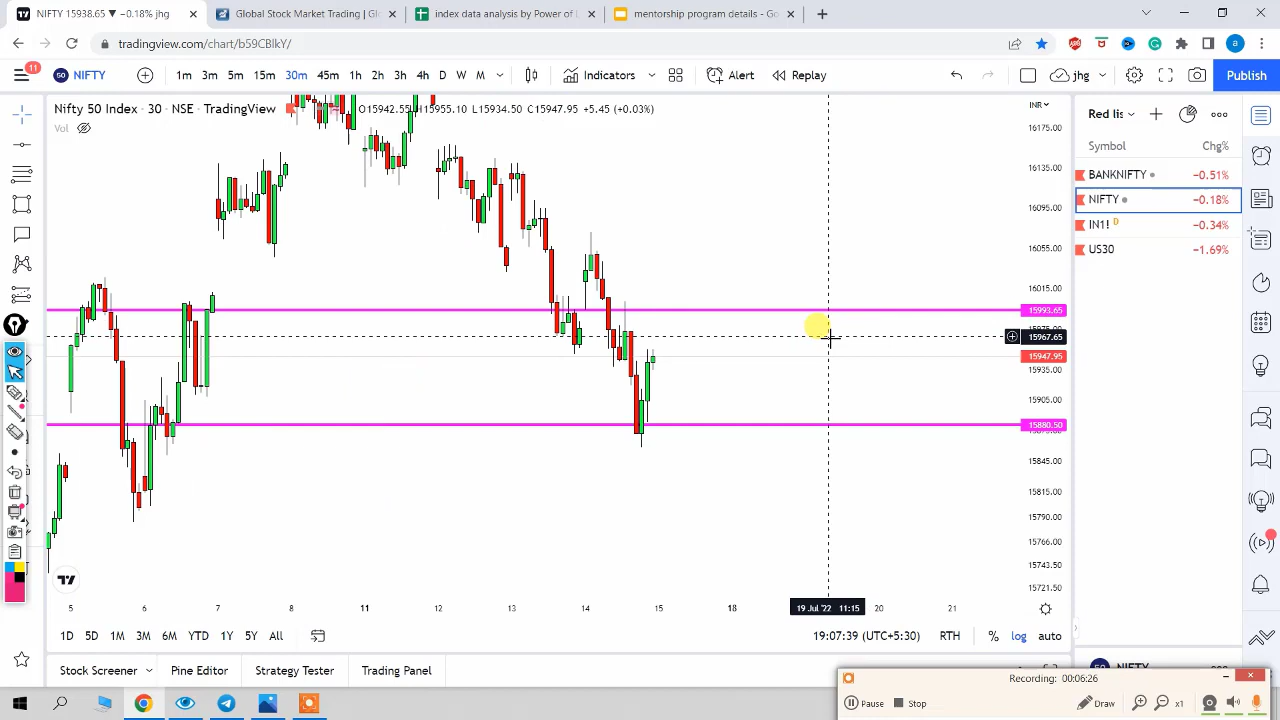 NIFTY 15938.65 ▼ −0.18% jhg
Global Stock Market Trading | Gl
index data analysis by Power of
mentorship program details - Go
tradingview.com/chart/b59CBlkY/
11
50 NIFTY
1m 3m 5m 15m 30m 45m 1h 2h 3h 4h D W M
Indicators
Alert
Replay
jhg
Publish
Nifty 50 Index · 30 · NSE · TradingView
O15942.55 H15955.10 L15934.50 C15947.95 +5.45 (+0.03%)
Vol
INR
16175.00
16135.00
16095.00
16055.00
16015.00
15993.65
15967.65
15947.95
15935.00
15905.00
15880.50
15845.00
15815.00
15790.00
15766.00
15743.50
15721.50
Red lis
Symbol Chg%
BANKNIFTY −0.51%
NIFTY −0.18%
IN1! D −0.34%
US30 −1.69%
5 6 7 8 11 12 13 14 15 18 19 Jul '22 11:15 20 21
1D 5D 1M 3M 6M YTD 1Y 5Y All
19:07:39 (UTC+5:30) RTH % log auto
Stock Screener
Pine Editor
Strategy Tester
Trading Panel
50 NIFTY
Recording: 00:06:26
Pause
Stop
Draw
x1